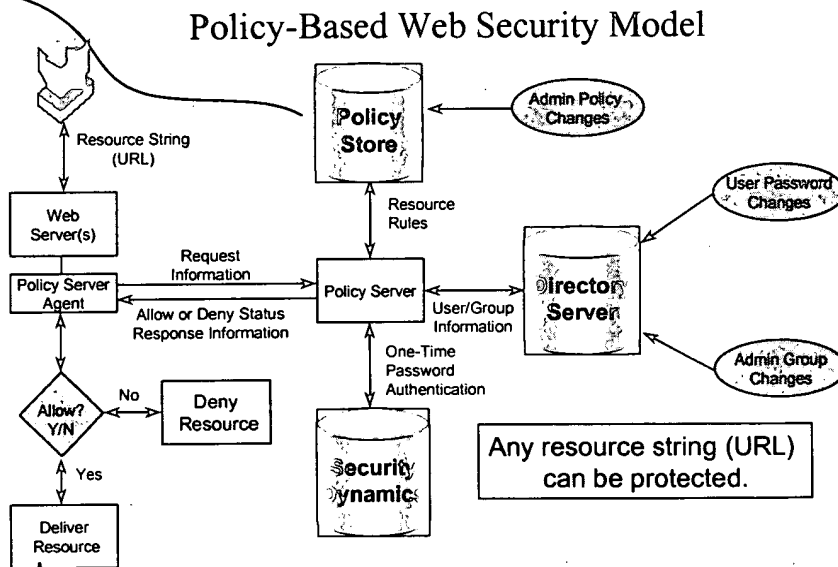 Policy-Based Web Security Model
Resource String
(URL)
Policy
Store
Admin Policy
Changes
Web
Server(s)
Resource
Rules
User Password
Changes
Request
Information
Policy Server
Agent
Policy Server
Director
Server
Allow or Deny Status
Response Information
User/Group
Information
One-Time
Password
Authentication
Admin Group
Changes
Allow?
Y/N
No
Deny
Resource
Yes
Security
Dynamic
Any resource string (URL)
can be protected.
Deliver
Resource